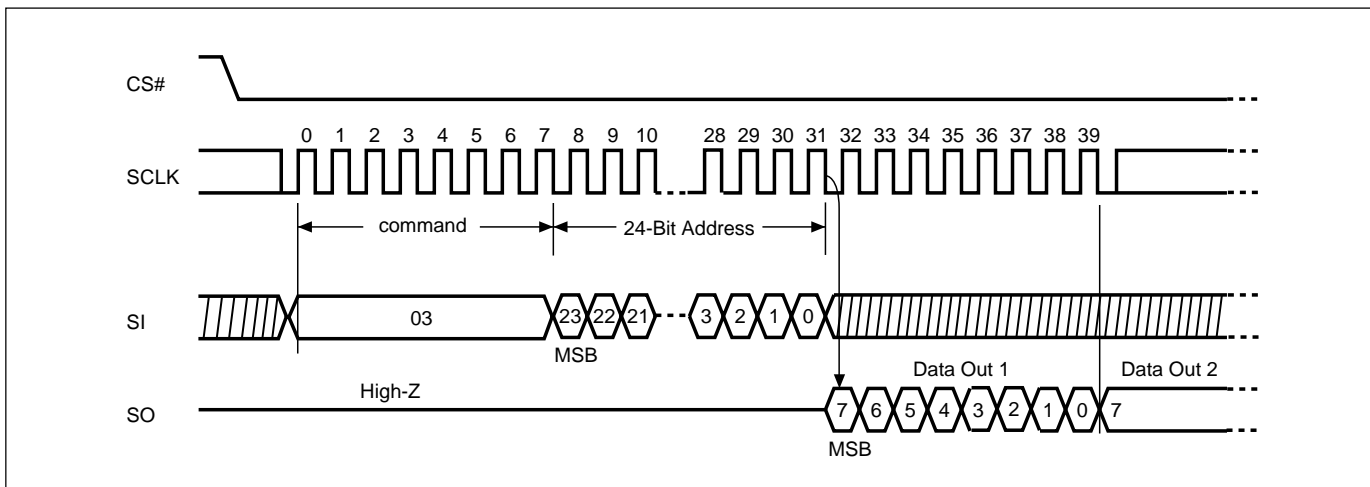 CS#
0 1 2 3 4 5 6 7 8 9 10 28 29 30 31 32 33 34 35 36 37 38 39
SCLK
command 24-Bit Address
SI 03 23 22 21 3 2 1 0
MSB
Data Out 1 Data Out 2
High-Z
SO 7 6 5 4 3 2 1 0 7
MSB